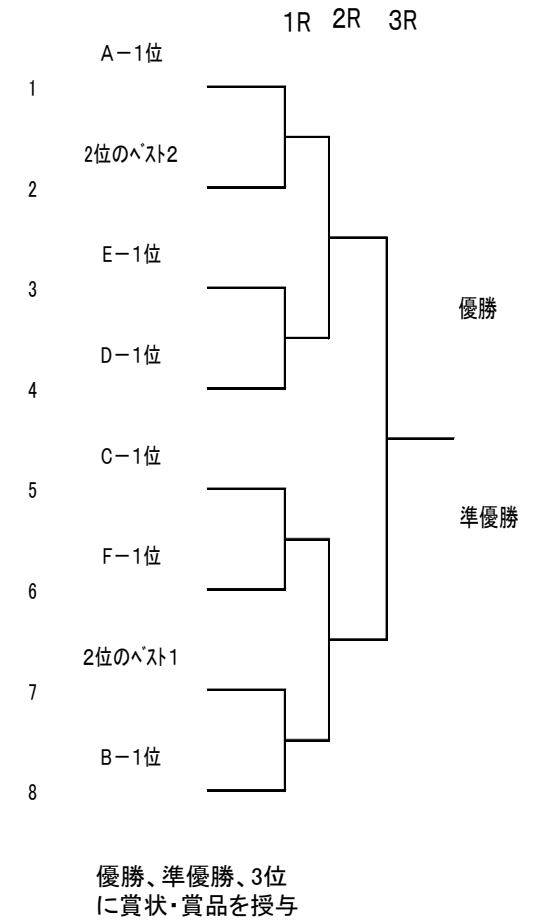 1R 2R 3R
A－1位
1
2位のﾍﾞｽﾄ2
2
E－1位
3
優勝
D－1位
4
C－1位
5
準優勝
F－1位
6
2位のﾍﾞｽﾄ1
7
B－1位
8
優勝、準優勝、3位
に賞状・賞品を授与